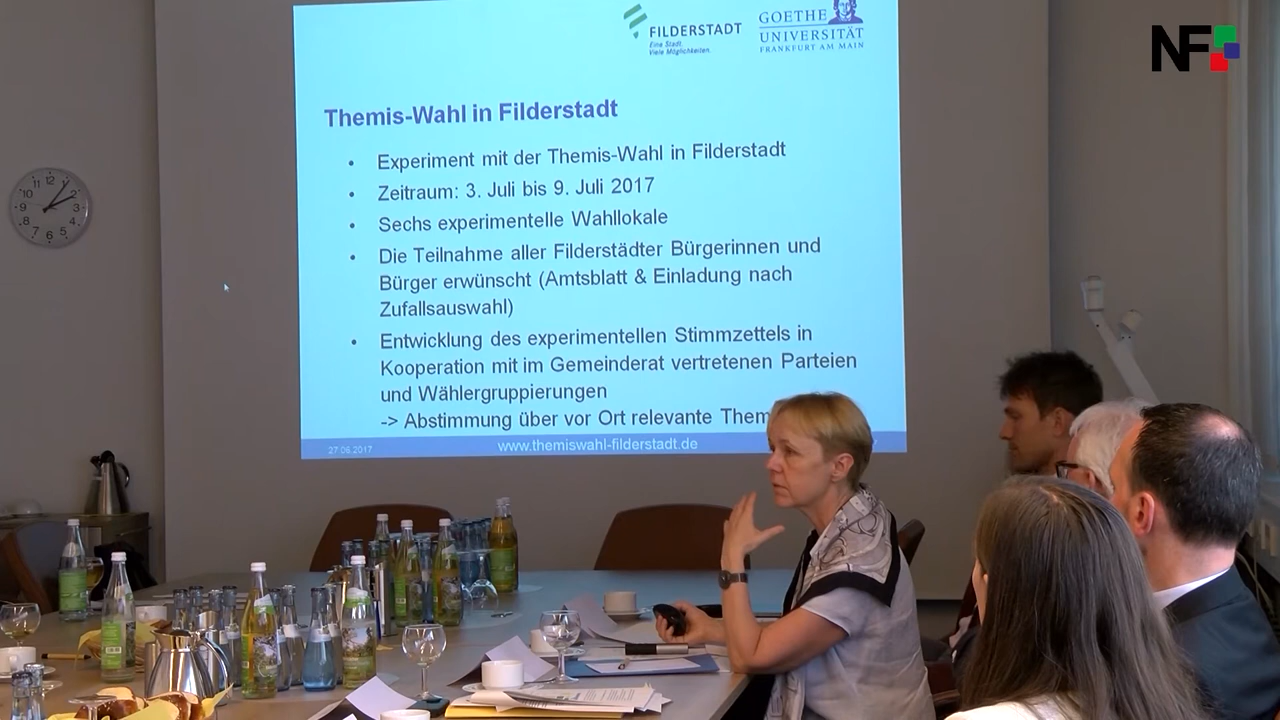 FILDERSTADT
Eine Stadt.
Viele Möglichkeiten.
GOETHE
UNIVERSITÄT
FRANKFURT AM MAIN
NF
Themis-Wahl in Filderstadt
• Experiment mit der Themis-Wahl in Filderstadt
• Zeitraum: 3. Juli bis 9. Juli 2017
• Sechs experimentelle Wahllokale
• Die Teilnahme aller Filderstädter Bürgerinnen und
Bürger erwünscht (Amtsblatt & Einladung nach
Zufallsauswahl)
• Entwicklung des experimentellen Stimmzettels in
Kooperation mit im Gemeinderat vertretenen Parteien
und Wählergruppierungen
-> Abstimmung über vor Ort relevante Them
27.06.2017
www.themiswahl-filderstadt.de